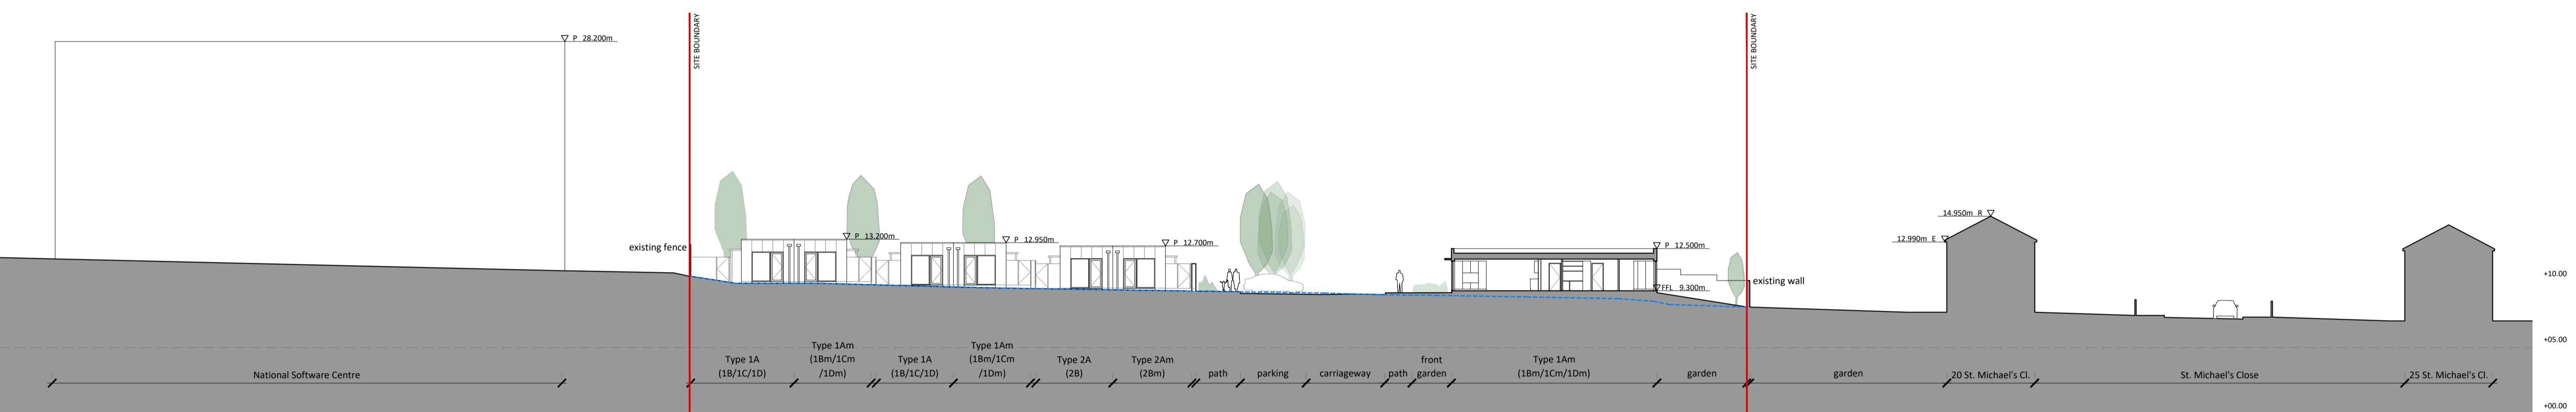 SITE BOUNDARY
SITE BOUNDARY
P 28.200m
14.950m R
P 13.200m
P 12.950m
P 12.700m
12.990m E
existing fence
P 12.500m
+10.00
existing wall
FFL 9.300m
+05.00
Type 1A
(1B/1C/1D)
Type 1Am
(1Bm/1Cm
/1Dm)
Type 1A
(1B/1C/1D)
Type 1Am
(1Bm/1Cm
/1Dm)
Type 2A
(2B)
Type 2Am
(2Bm)
path
parking
carriageway
path
front
garden
Type 1Am
(1Bm/1Cm/1Dm)
garden
National Software Centre
garden
20 St. Michael's Cl.
St. Michael's Close
25 St. Michael's Cl.
+00.00